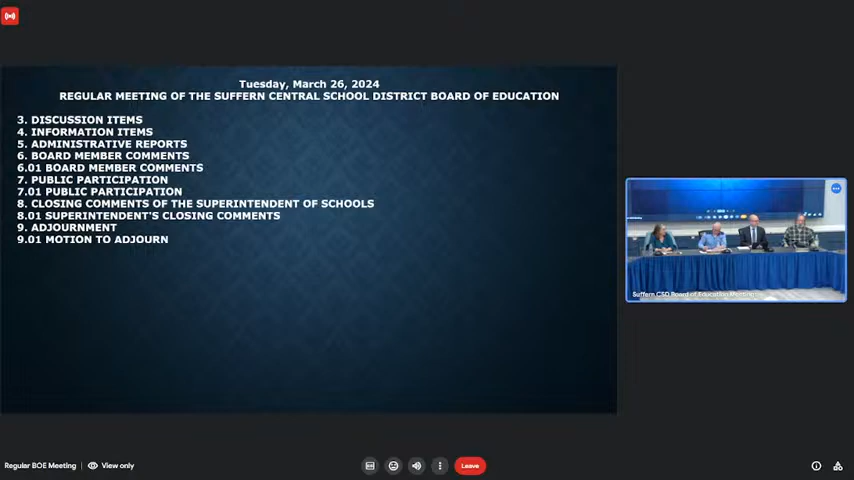 Tuesday, March 26, 2024
REGULAR MEETING OF THE SUFFERN CENTRAL SCHOOL DISTRICT BOARD OF EDUCATION
3. DISCUSSION ITEMS
4. INFORMATION ITEMS
5. ADMINISTRATIVE REPORTS
6. BOARD MEMBER COMMENTS
6.01 BOARD MEMBER COMMENTS
7. PUBLIC PARTICIPATION
7.01 PUBLIC PARTICIPATION
8. CLOSING COMMENTS OF THE SUPERINTENDENT OF SCHOOLS
8.01 SUPERINTENDENT'S CLOSING COMMENTS
9. ADJOURNMENT
9.01 MOTION TO ADJOURN
Suffern CSD Board of Education Meeting
Regular BOE Meeting
View only
Leave